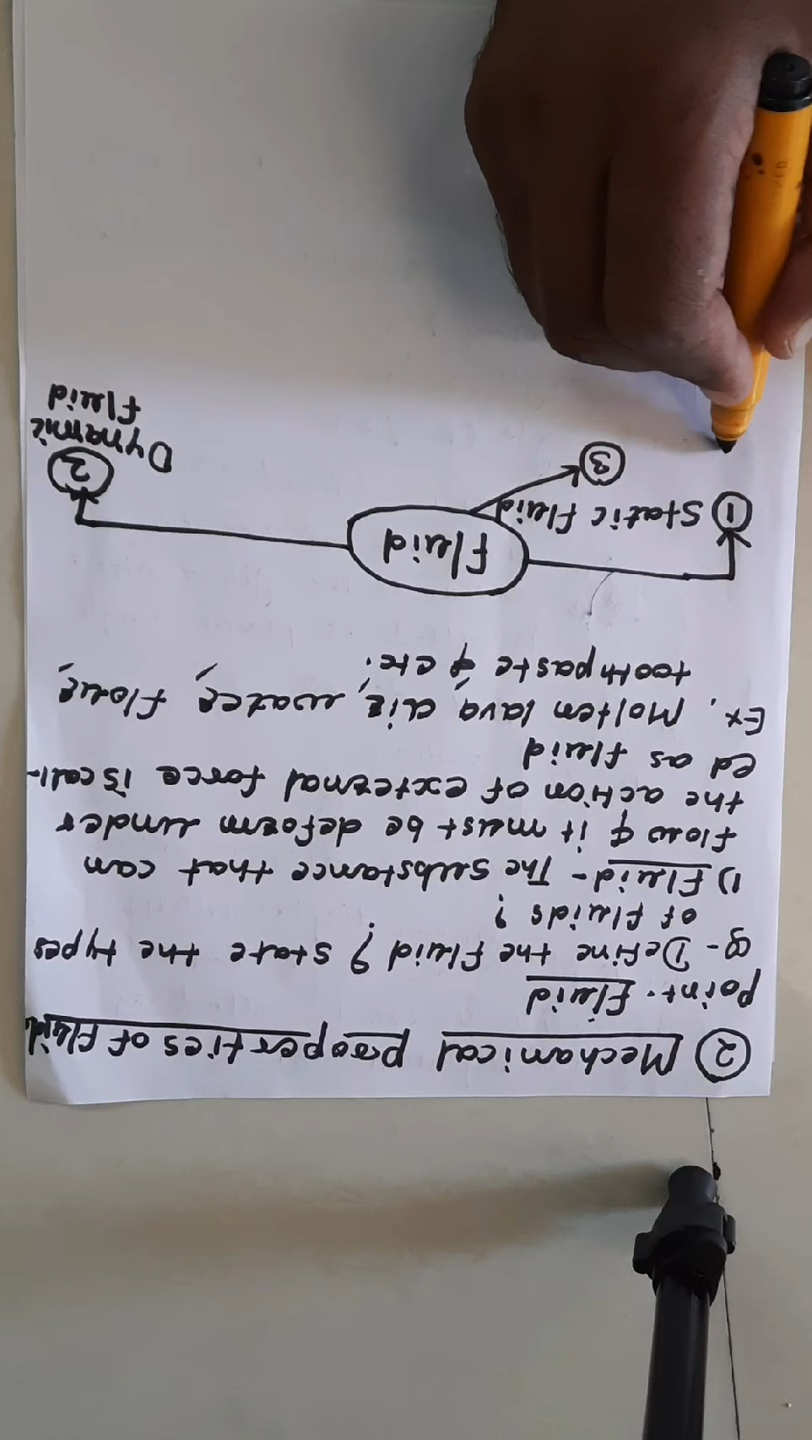 ② Mechanical properties of Fluid
Point. Fluid
Q - Define the fluid ? State the types
of fluids ?
1) Fluid - The substance that can
flow & it must be deform under
the action of external force is call-
ed as fluid
Ex. Molten lava, air, water, flour,
toothpaste & etc.
Fluid
① Static fluid
② Dynamic
fluid
③